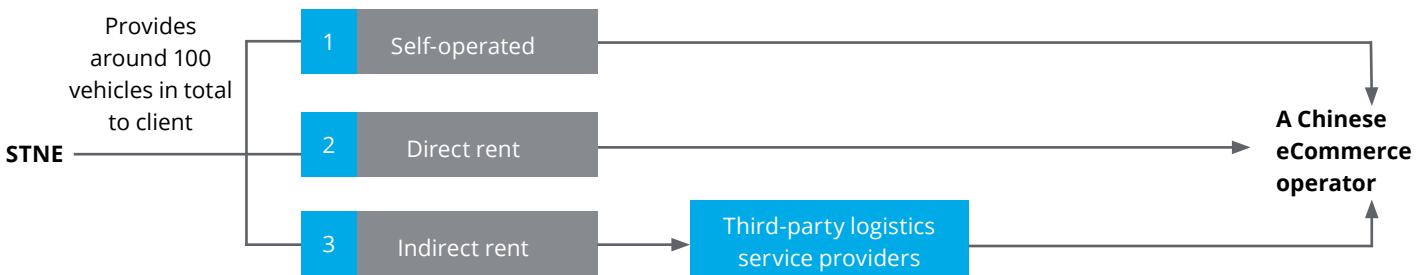 Provides
around 100
vehicles in total
to client
STNE
1 Self-operated
2 Direct rent
3 Indirect rent
Third-party logistics
service providers
A Chinese
eCommerce
operator